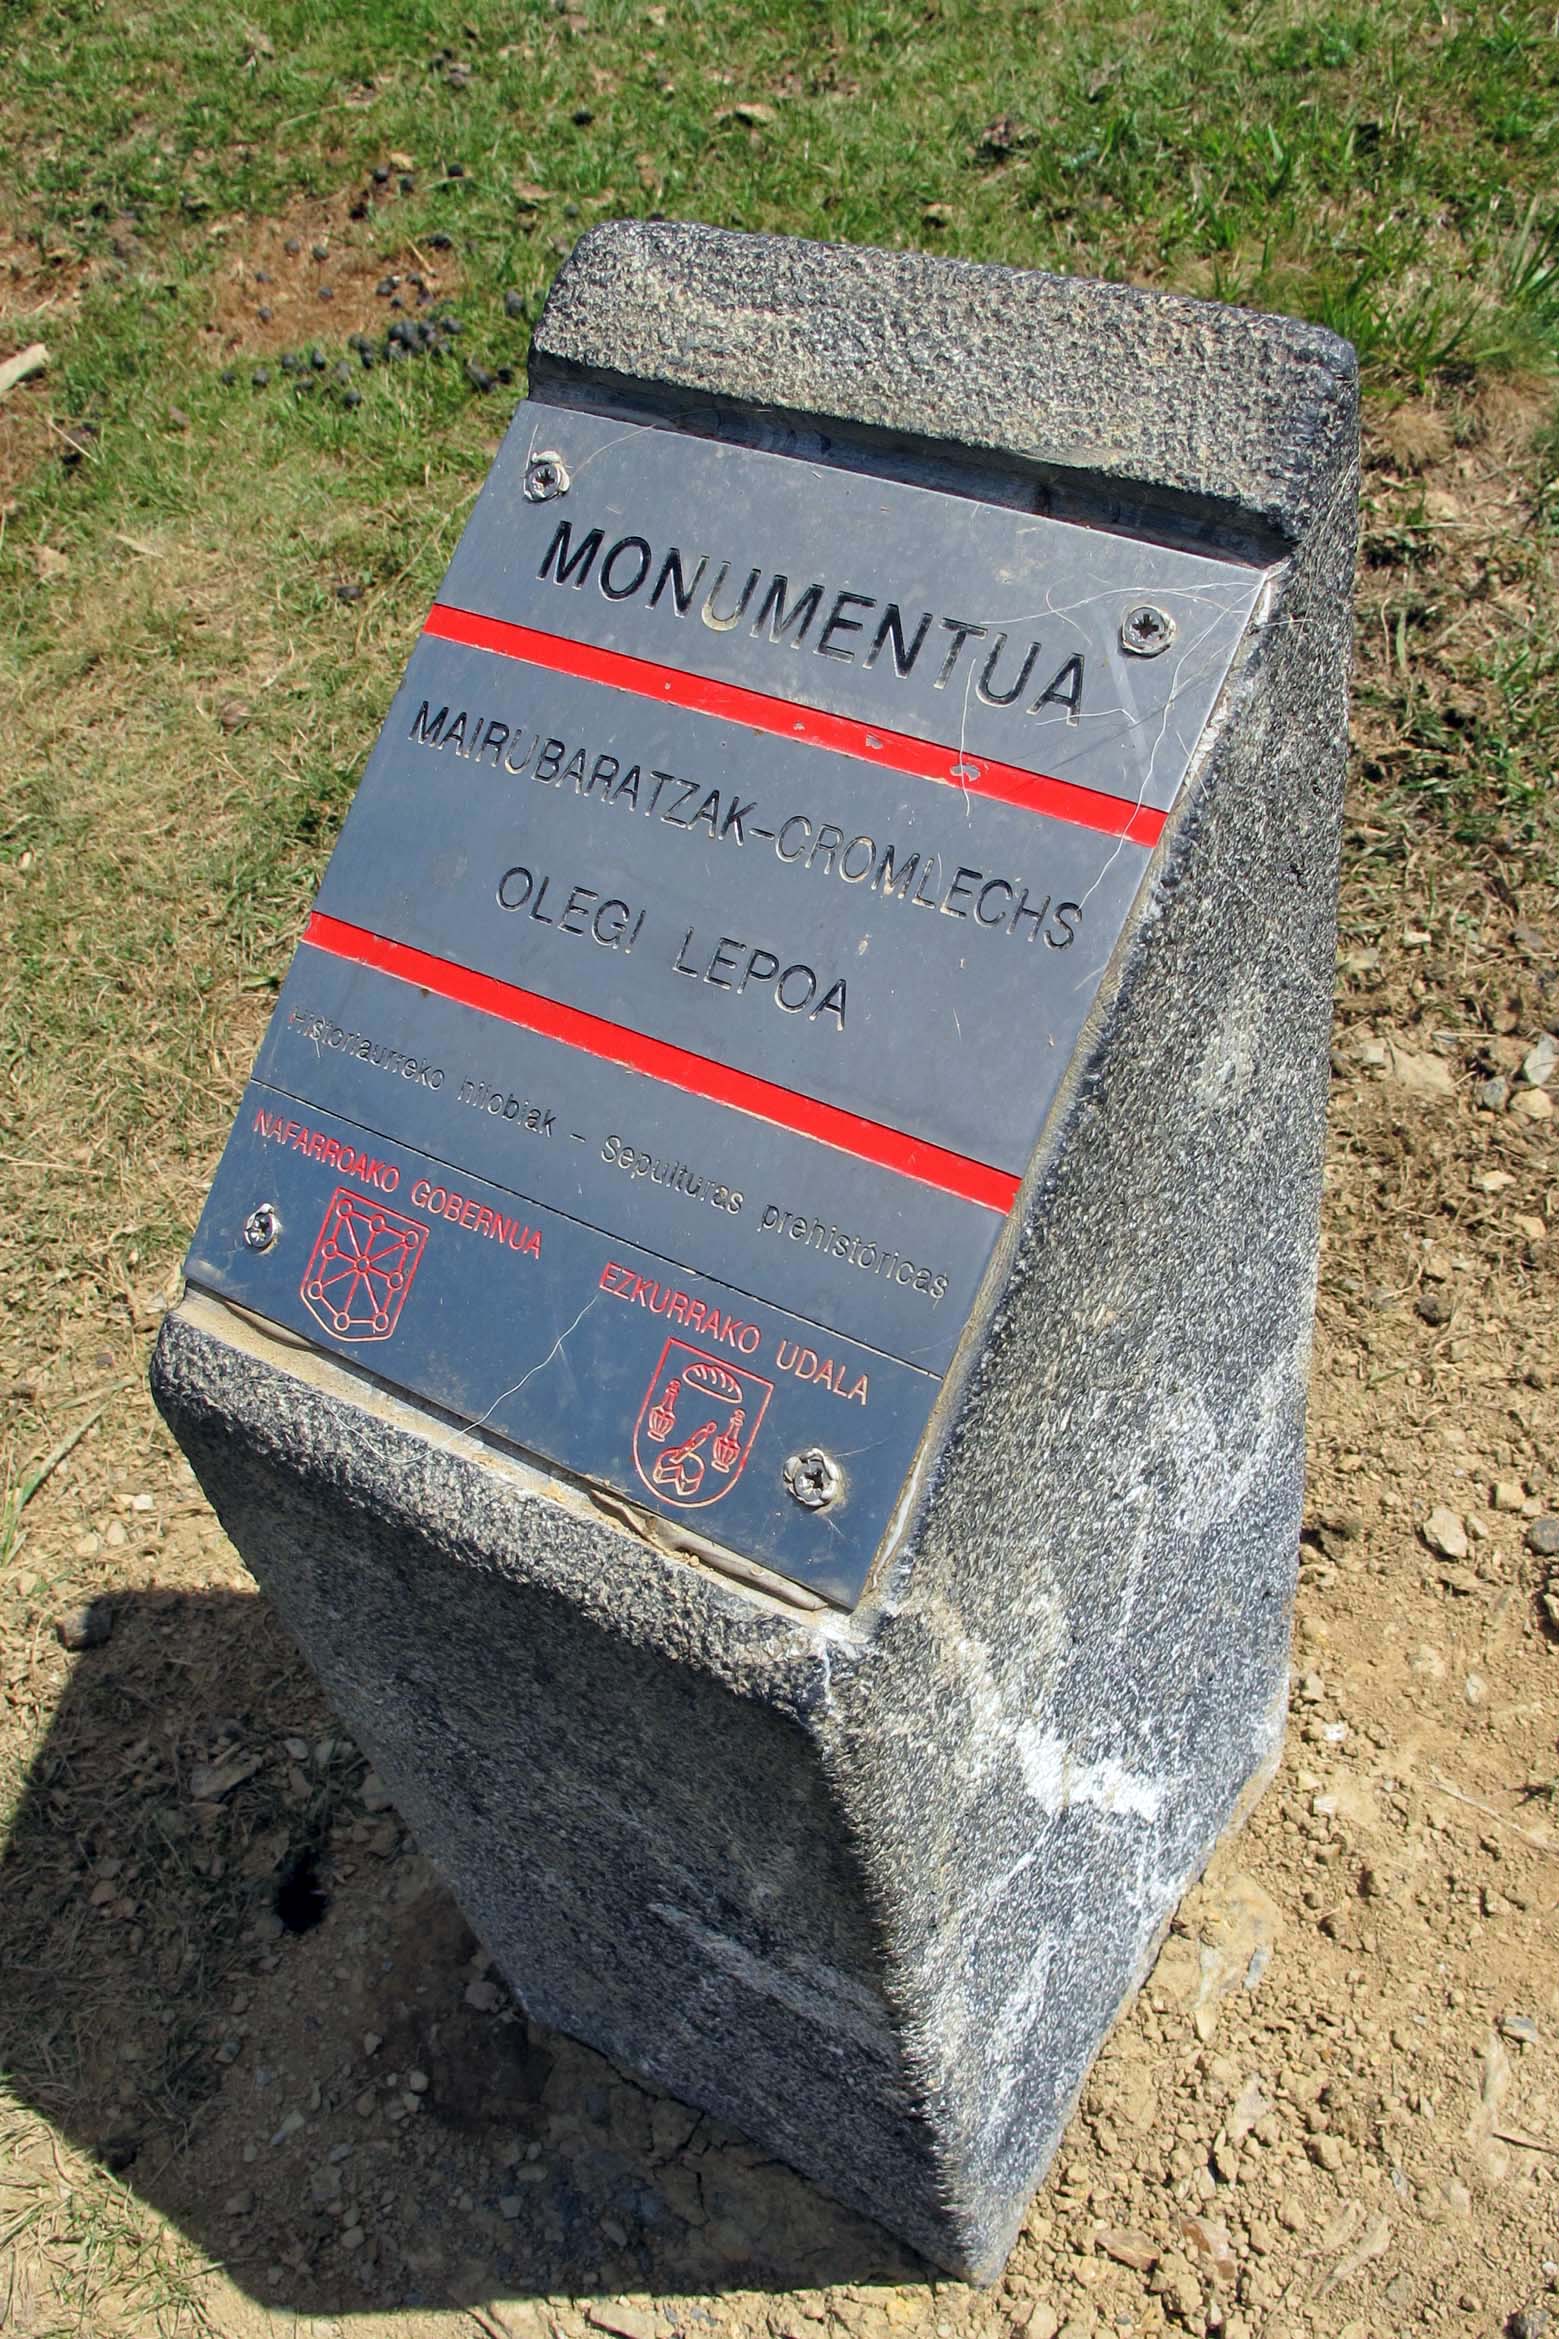 MONUMENTUA
MAIRUBARATZAK-CROMLECHS
OLEGI LEPOA
Historiaurreko hilobiak - Sepulturas prehistóricas
NAFARROAKO GOBERNUA
EZKURRAKO UDALA